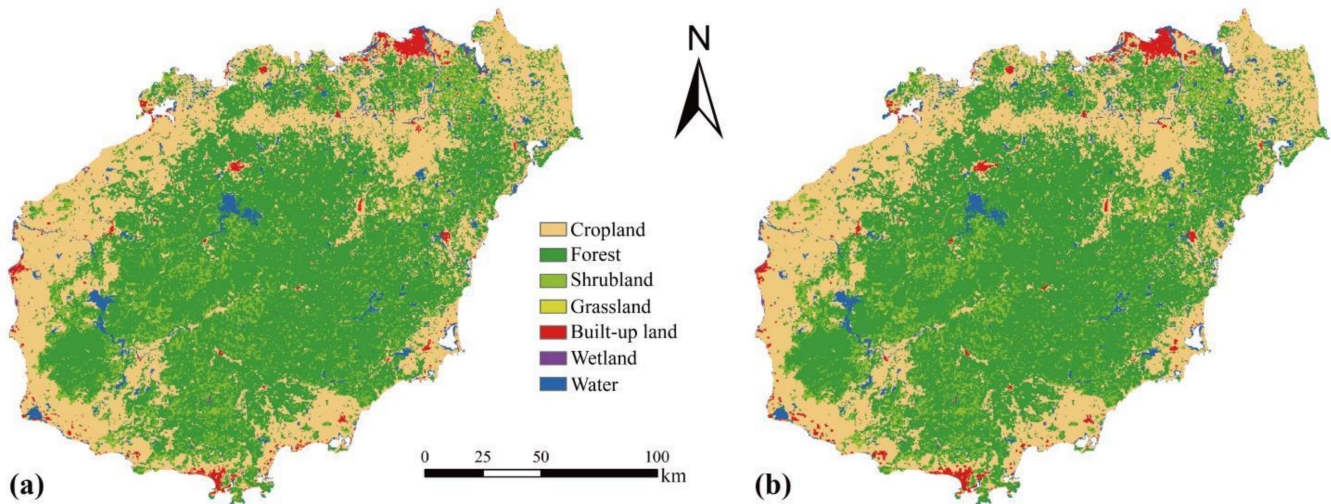 N
Cropland
Forest
Shrubland
Grassland
Built-up land
Wetland
Water
0 25 50 100
km
(a)
(b)